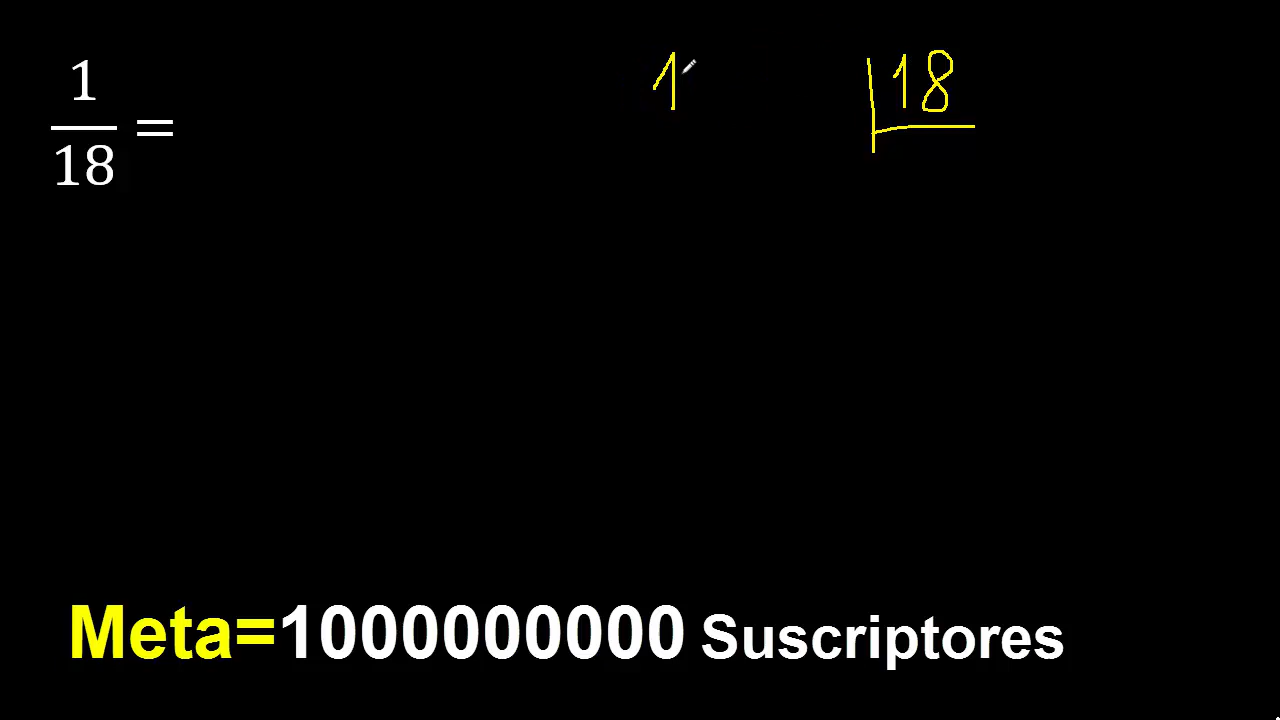 1
18 =
1 18
Meta=1000000000 Suscriptores